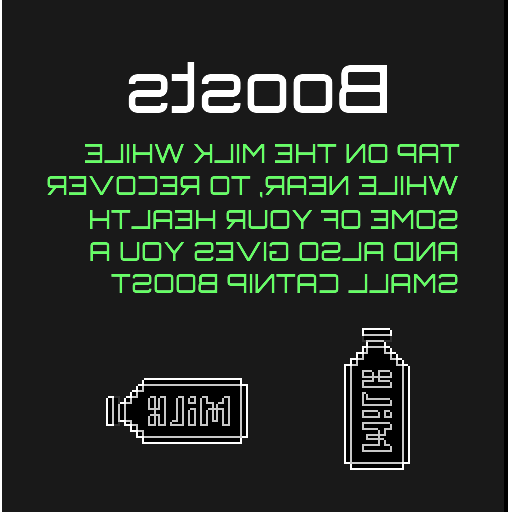 Boosts
TAP ON THE MILK WHILE
WHILE NEAR, TO RECOVER
SOME OF YOUR HEALTH
AND ALSO GIVES YOU A
SMALL CATNIP BOOST
MILK
MILK